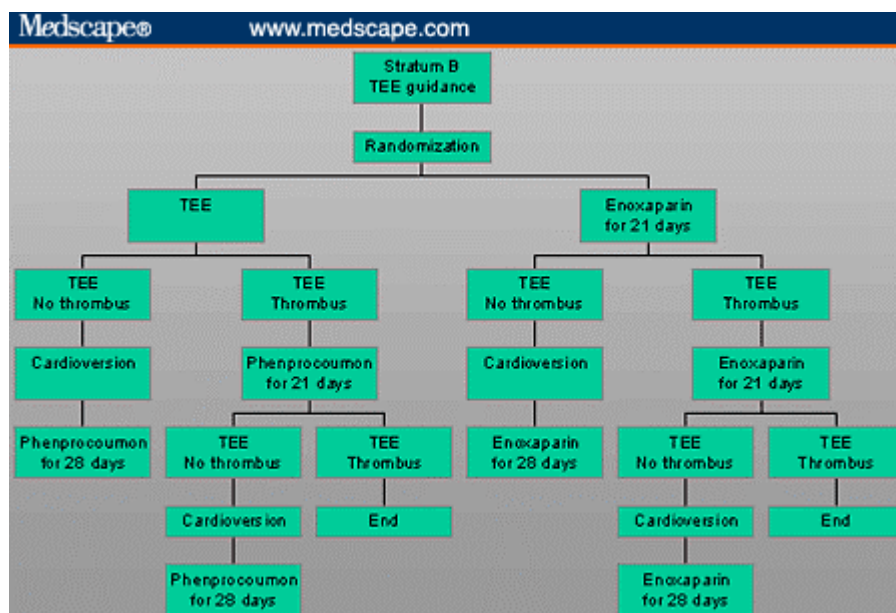 Medscape® www.medscape.com
Stratum B
TEE guidance
Randomization
TEE
Enoxaparin
for 21 days
TEE
No thrombus
TEE
Thrombus
TEE
No thrombus
TEE
Thrombus
Cardioversion
Phenprocoumon
for 21 days
Cardioversion
Enoxaparin
for 21 days
Phenprocoumon
for 28 days
TEE
No thrombus
TEE
Thrombus
Enoxaparin
for 28 days
TEE
No thrombus
TEE
Thrombus
Cardioversion
End
Cardioversion
End
Phenprocoumon
for 28 days
Enoxaparin
for 28 days